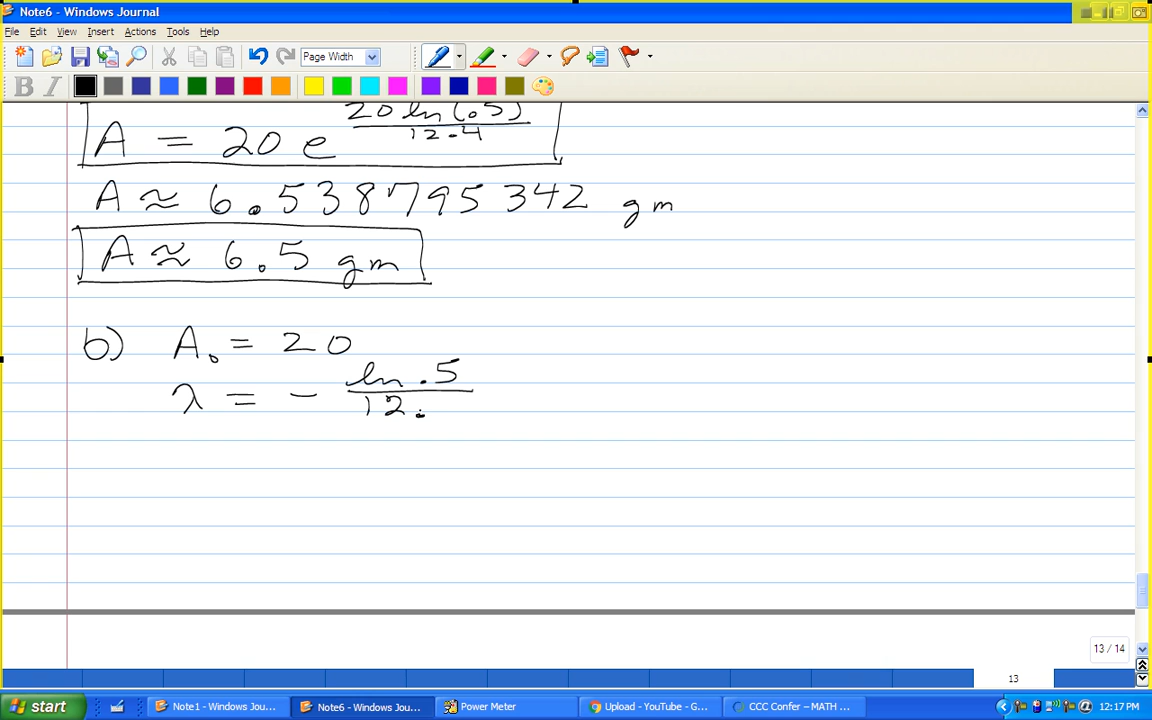 Note6 - Windows Journal
File Edit View Insert Actions Tools Help
Page Width
B I
A = 20 e^(20 ln(.5)/12.4)
A ≈ 6.538795342 gm
A ≈ 6.5 gm
b) A₀ = 20
λ = - ln .5 / 12.
13 / 14
13
start Note1 - Windows Jou... Note6 - Windows Jou... Power Meter Upload - YouTube - G... CCC Confer – MATH ... 12:17 PM